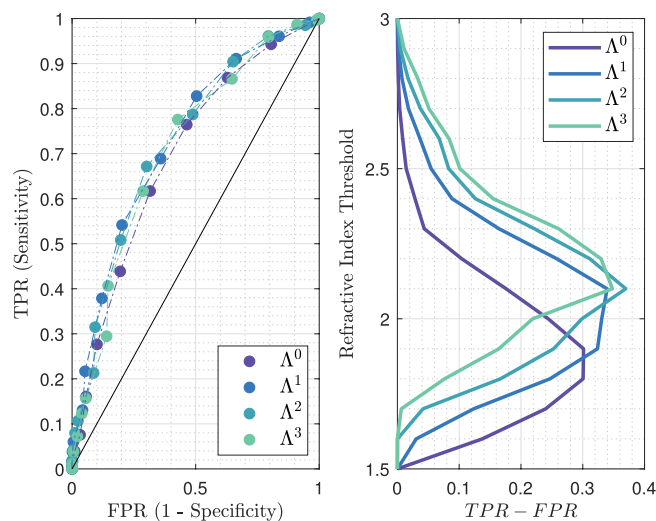 TPR (Sensitivity)
1
0.9
0.8
0.7
0.6
0.5
0.4
0.3
0.2
0.1
0
0
0.5
1
FPR (1 - Specificity)
Λ⁰
Λ¹
Λ²
Λ³
Refractive Index Threshold
3
2.5
2
1.5
0
0.1
0.2
0.3
0.4
TPR − FPR
Λ⁰
Λ¹
Λ²
Λ³